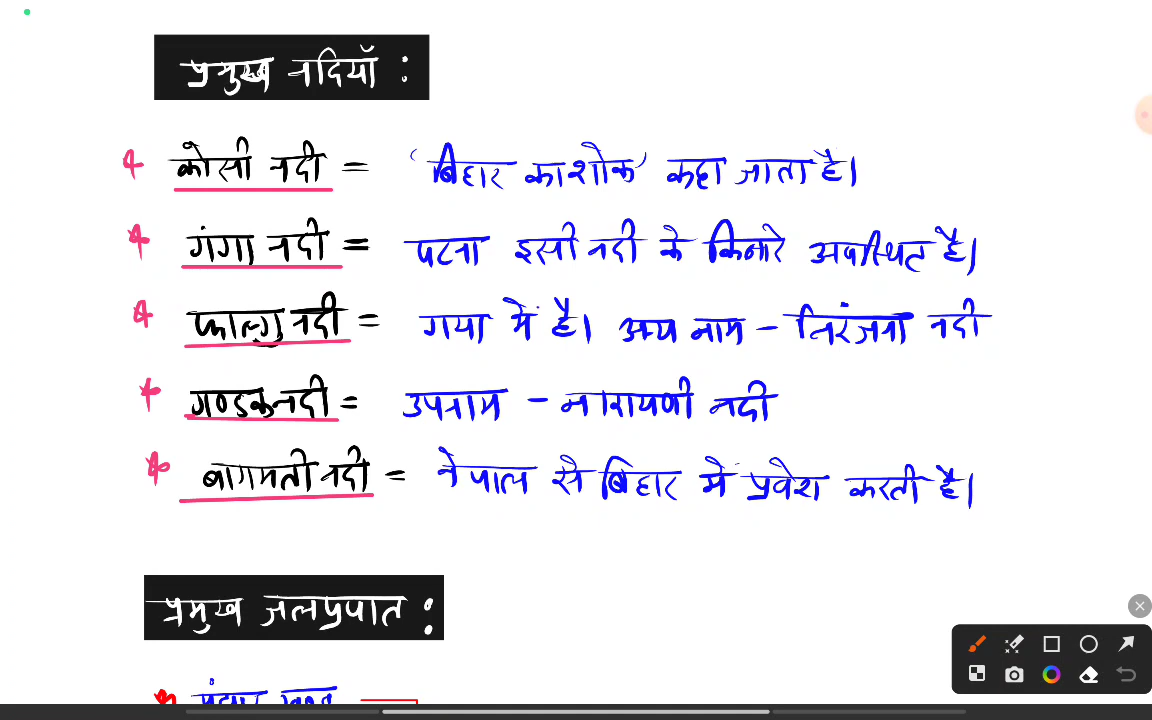 प्रमुख नदियाँ :
कोसी नदी = 'बिहार का शोक' कहा जाता है।
गंगा नदी = पटना इसी नदी के किनारे अवस्थित है।
फाल्गु नदी = गया में है। अन्य नाम - निरंजना नदी
गण्डक नदी = उपनाम - नारायणी नदी
बागमती नदी = नेपाल से बिहार में प्रवेश करती है।
प्रमुख जलप्रपात :